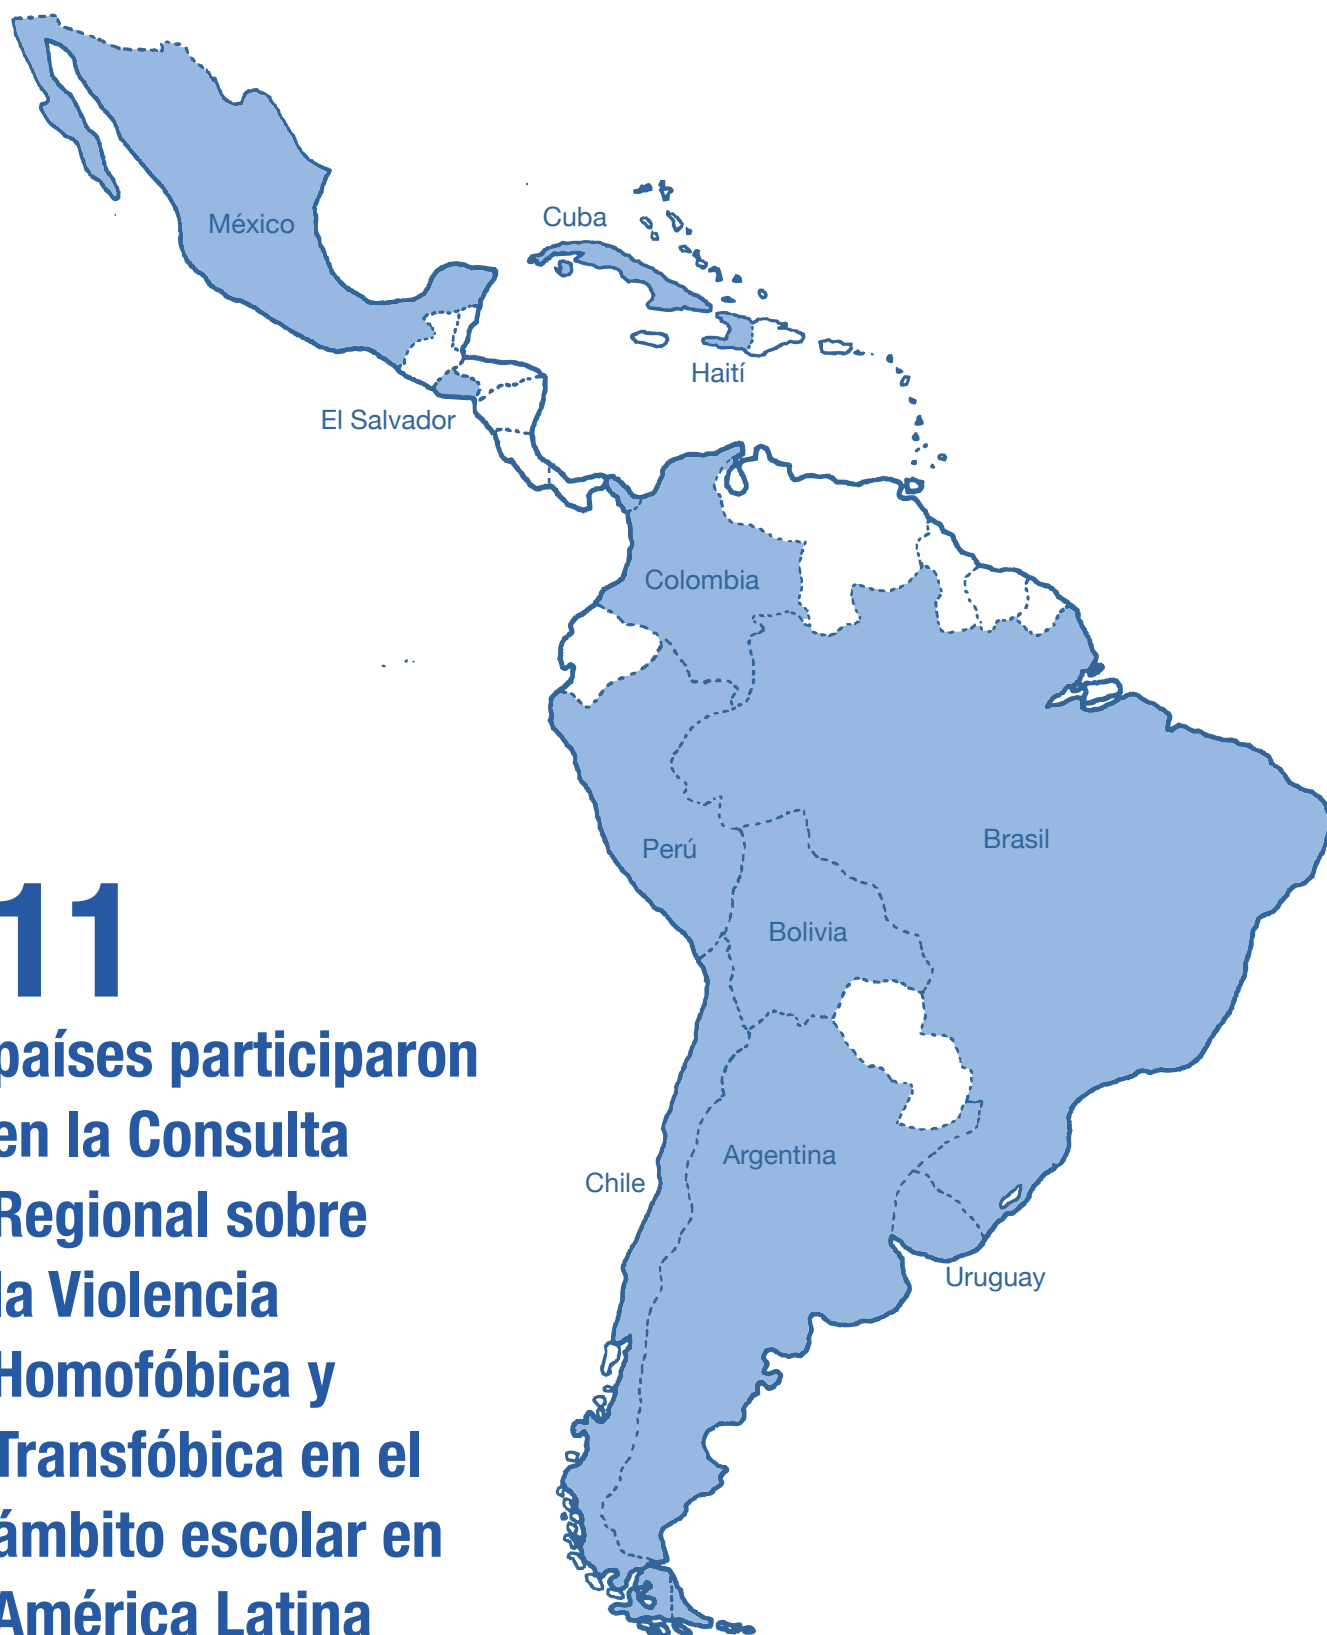 México
Cuba
Haití
El Salvador
Colombia
Perú
Brasil
Bolivia
Argentina
Chile
Uruguay
11
países participaron
en la Consulta
Regional sobre
la Violencia
Homofóbica y
Transfóbica en el
ámbito escolar en
América Latina